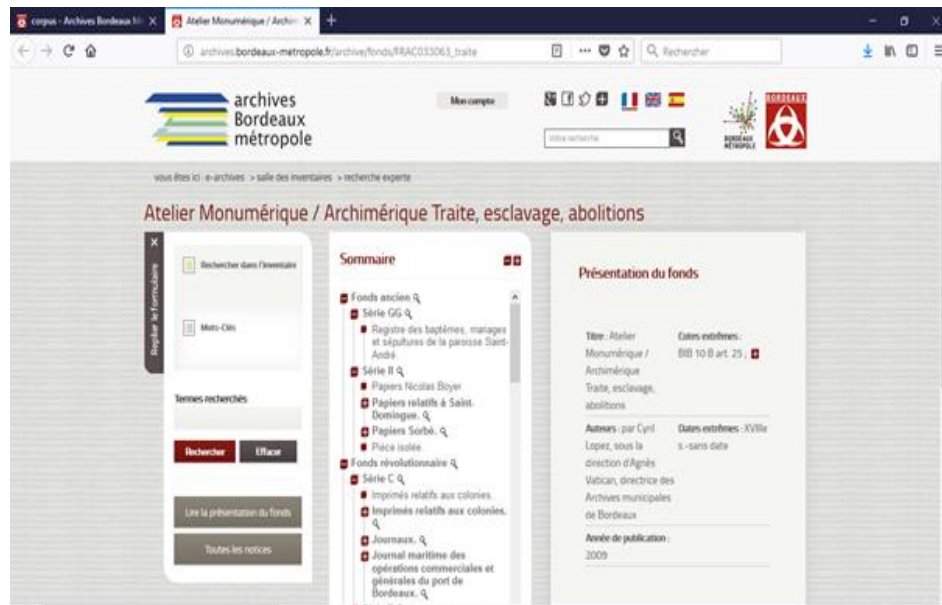 corpus - Archives Bordeaux
Atelier Monumérique / Archim
archives.bordeaux-metropole.fr/archive/fonds/FRAC033063_traite
Rechercher
archives
Bordeaux
métropole
Mon compte
Votre recherche
BORDEAUX
MÉTROPOLE
BORDEAUX
vous êtes ici : e-archives > salle des inventaires > recherche experte
Atelier Monumérique / Archimérique Traite, esclavage, abolitions
Replier le formulaire
Rechercher dans l'inventaire
Mots-Clés
Termes recherchés
Rechercher
Effacer
Lire la présentation du fonds
Toutes les notices
Sommaire
Fonds ancien
Série GG
Registre des baptêmes, mariages
et sépultures de la paroisse Saint-
André
Série II
Papiers Nicolas Boyer
Papiers relatifs à Saint-
Domingue.
Papiers Sorbé.
Pièce isolée.
Fonds révolutionnaire
Série C
Imprimés relatifs aux colonies.
Imprimés relatifs aux colonies.
Journaux.
Journal maritime des
opérations commerciales et
générales du port de
Bordeaux.
Présentation du fonds
Titre : Atelier
Monumérique /
Archimérique
Traite, esclavage,
abolitions
Cotes extrêmes :
BIB 10 B art. 25 ;
Auteurs : par Cyril
Lopez, sous la
direction d'Agnès
Vatican, directrice des
Archives municipales
de Bordeaux
Dates extrêmes : XVIIIe
s.-sans date
Année de publication :
2009